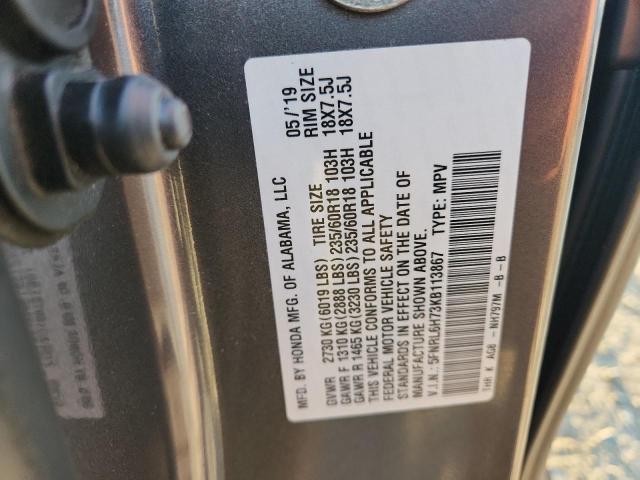 MFD. BY HONDA MFG. OF ALABAMA, LLC 05/'19
TIRE SIZE RIM SIZE
GVWR 2730 KG(6019 LBS)
GAWR F 1310 KG(2880 LBS) 235/60R18 103H 18X7.5J
GAWR R 1465 KG(3230 LBS) 235/60R18 103H 18X7.5J
THIS VEHICLE CONFORMS TO ALL APPLICABLE
FEDERAL MOTOR VEHICLE SAFETY
STANDARDS IN EFFECT ON THE DATE OF
MANUFACTURE SHOWN ABOVE.
V.I.N.: 5FNRL6H73KB113867 TYPE: MPV
THR K AGB NH797M -B -B